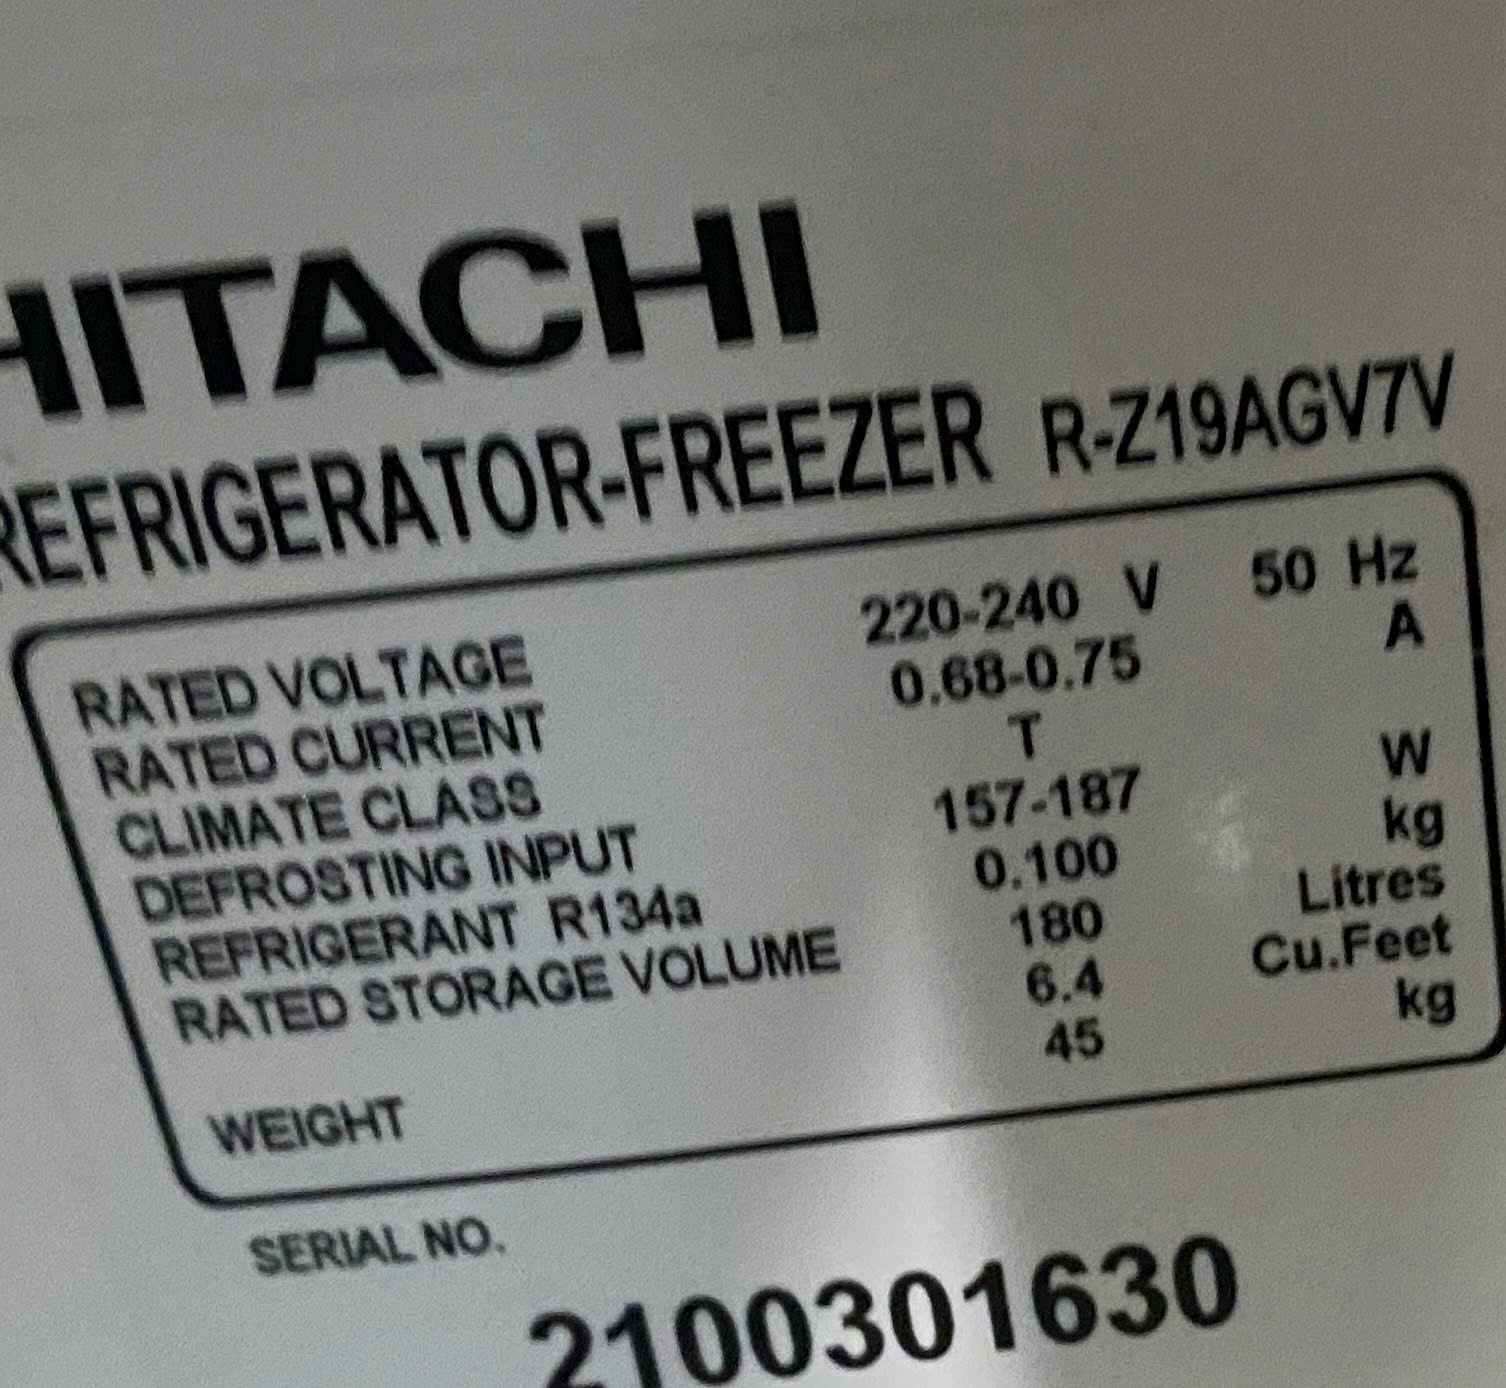 HITACHI
REFRIGERATOR-FREEZER R-Z19AGV7V
RATED VOLTAGE 220-240 V 50 Hz
RATED CURRENT 0.68-0.75 A
CLIMATE CLASS T
DEFROSTING INPUT 157-187 W
REFRIGERANT R134a 0.100 kg
RATED STORAGE VOLUME 180 Litres
6.4 Cu.Feet
WEIGHT 45 kg
SERIAL NO.
2100301630